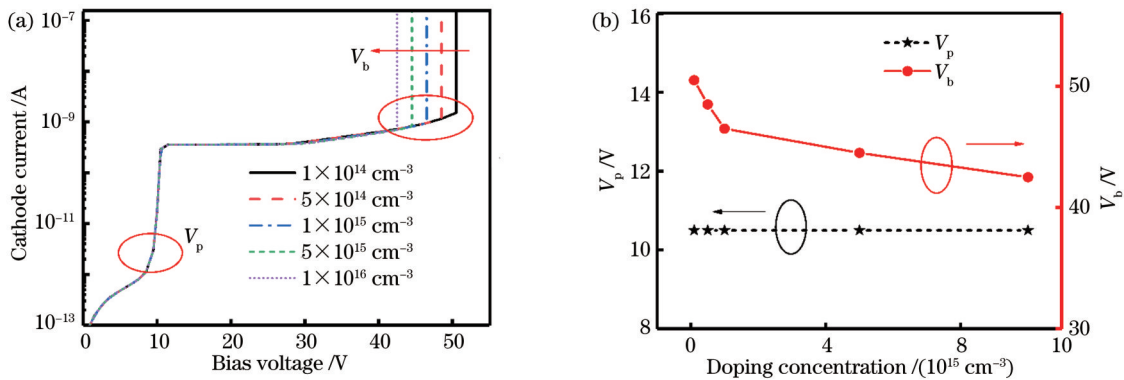 (a)
10⁻⁷
10⁻⁹
10⁻¹¹
10⁻¹³
Cathode current /A
V_b
V_p
1×10¹⁴ cm⁻³
5×10¹⁴ cm⁻³
1×10¹⁵ cm⁻³
5×10¹⁵ cm⁻³
1×10¹⁶ cm⁻³
0 10 20 30 40 50
Bias voltage /V
(b)
16
14
12
10
8
V_p /V
V_p
V_b
50
40
30
V_b /V
0 4 8 10
Doping concentration /(10¹⁵ cm⁻³)